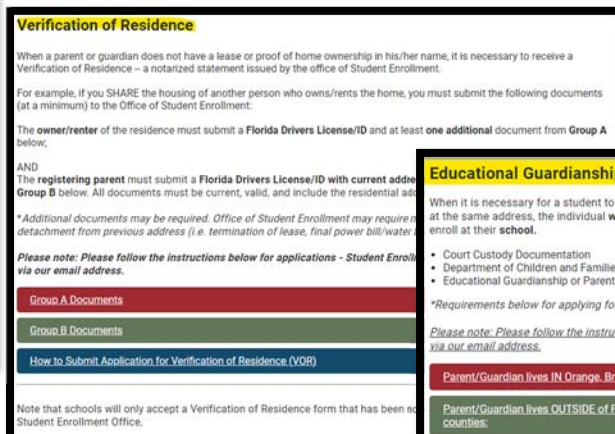 Verification of Residence
When a parent or guardian does not have a lease or proof of home ownership in his/her name, it is necessary to receive a
Verification of Residence – a notarized statement issued by the office of Student Enrollment.
For example, if you SHARE the housing of another person who owns/rents the home, you must submit the following documents
(at a minimum) to the Office of Student Enrollment:
The owner/renter of the residence must submit a Florida Drivers License/ID and at least one additional document from Group A
below;
AND
The registering parent must submit a Florida Drivers License/ID with current addre
Group B below. All documents must be current, valid, and include the residential
*Additional documents may be required. Office of Student Enrollment may require
detachment from previous address (i.e. termination of lease, final power bill/water
Please note: Please follow the instructions below for applications - Student Enroll
via our email address.
Group A Documents
Group B Documents
How to Submit Application for Verification of Residence (VOR)
Note that schools will only accept a Verification of Residence form that has been
Student Enrollment Office.
Educational Guardianshi
When it is necessary for a student to
at the same address, the individual
enroll at their school.
• Court Custody Documentation
• Department of Children and Familie
• Educational Guardianship or Parent
*Requirements below for applying fo
Please note: Please follow the instru
via our email address.
Parent/Guardian lives IN Orange, Br
Parent/Guardian lives OUTSIDE of
counties: